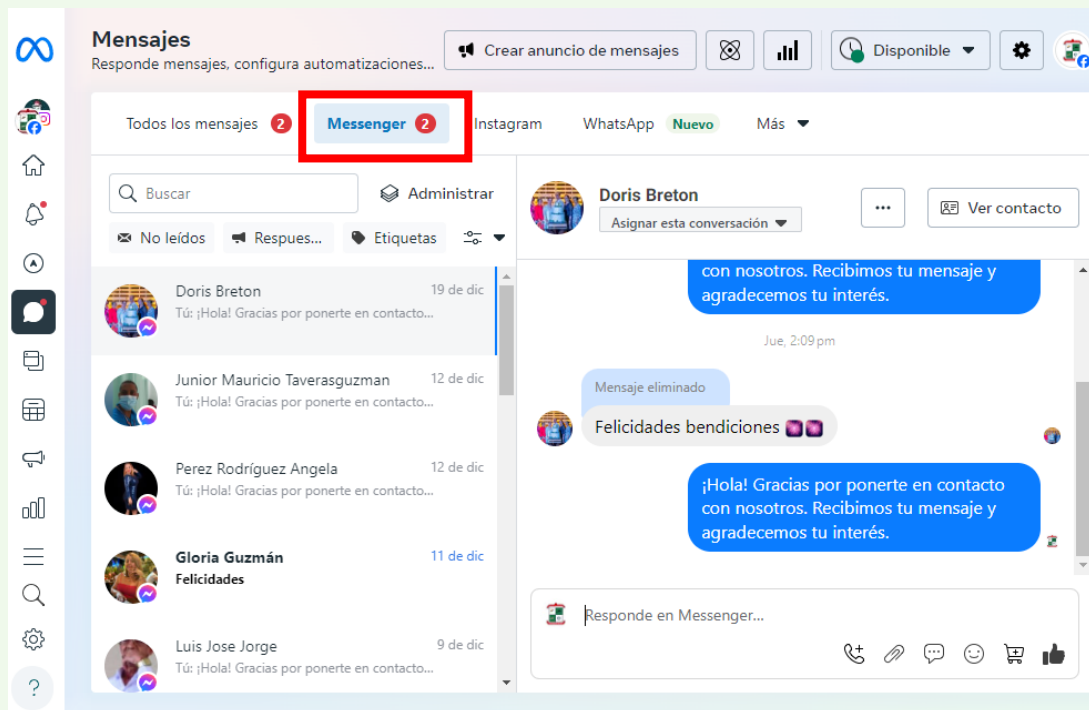 Mensajes
Responde mensajes, configura automatizaciones...
Crear anuncio de mensajes
Disponible
Todos los mensajes 2
Messenger 2
Instagram
WhatsApp Nuevo
Más
Buscar
Administrar
No leídos
Respues...
Etiquetas
Doris Breton 19 de dic
Tú: ¡Hola! Gracias por ponerte en contacto...
Junior Mauricio Taverasguzman 12 de dic
Tú: ¡Hola! Gracias por ponerte en contacto...
Perez Rodríguez Angela 12 de dic
Tú: ¡Hola! Gracias por ponerte en contacto...
Gloria Guzmán 11 de dic
Felicidades
Luis Jose Jorge 9 de dic
Tú: ¡Hola! Gracias por ponerte en contacto...
Doris Breton
Asignar esta conversación
Ver contacto
con nosotros. Recibimos tu mensaje y
agradecemos tu interés.
Jue, 2:09 pm
Mensaje eliminado
Felicidades bendiciones
¡Hola! Gracias por ponerte en contacto
con nosotros. Recibimos tu mensaje y
agradecemos tu interés.
Responde en Messenger...